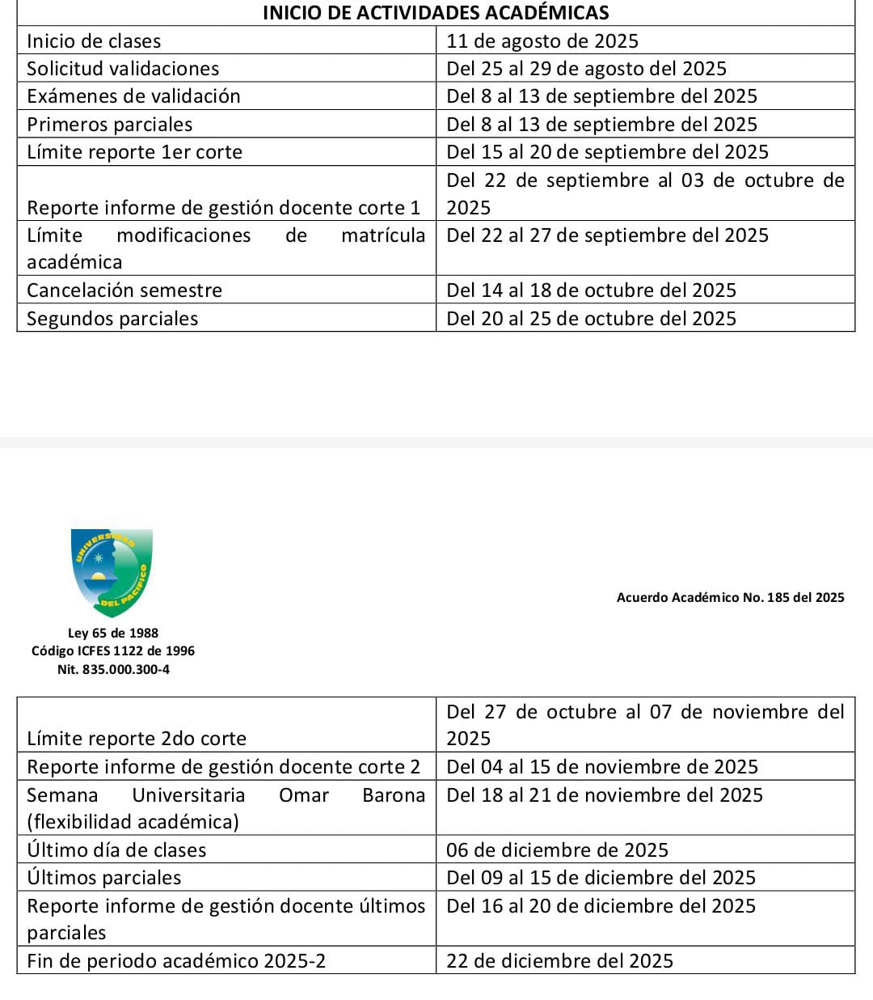 INICIO DE ACTIVIDADES ACADÉMICAS
Inicio de clases
11 de agosto de 2025
Solicitud validaciones
Del 25 al 29 de agosto del 2025
Exámenes de validación
Del 8 al 13 de septiembre del 2025
Primeros parciales
Del 8 al 13 de septiembre del 2025
Límite reporte 1er corte
Del 15 al 20 de septiembre del 2025
Reporte informe de gestión docente corte 1
Del 22 de septiembre al 03 de octubre de
2025
Límite modificaciones de matrícula
académica
Del 22 al 27 de septiembre del 2025
Cancelación semestre
Del 14 al 18 de octubre del 2025
Segundos parciales
Del 20 al 25 de octubre del 2025
UNIVERSIDAD
DEL PACIFICO
Ley 65 de 1988
Código ICFES 1122 de 1996
Nit. 835.000.300-4
Acuerdo Académico No. 185 del 2025
Límite reporte 2do corte
Del 27 de octubre al 07 de noviembre del
2025
Reporte informe de gestión docente corte 2
Del 04 al 15 de noviembre de 2025
Semana Universitaria Omar Barona
(flexibilidad académica)
Del 18 al 21 de noviembre del 2025
Último día de clases
06 de diciembre de 2025
Últimos parciales
Del 09 al 15 de diciembre del 2025
Reporte informe de gestión docente últimos
parciales
Del 16 al 20 de diciembre del 2025
Fin de periodo académico 2025-2
22 de diciembre del 2025